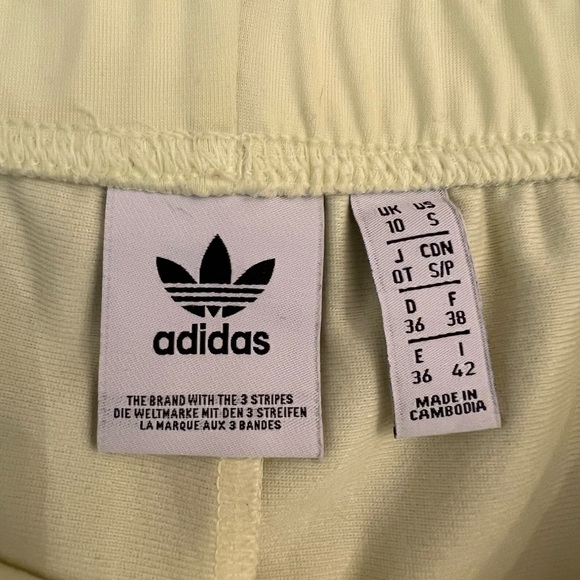 adidas
THE BRAND WITH THE 3 STRIPES
DIE WELTMARKE MIT DEN 3 STREIFEN
LA MARQUE AUX 3 BANDES
UK US
10 S
J CDN
OT S/P
D F
36 38
E I
36 42
MADE IN
CAMBODIA